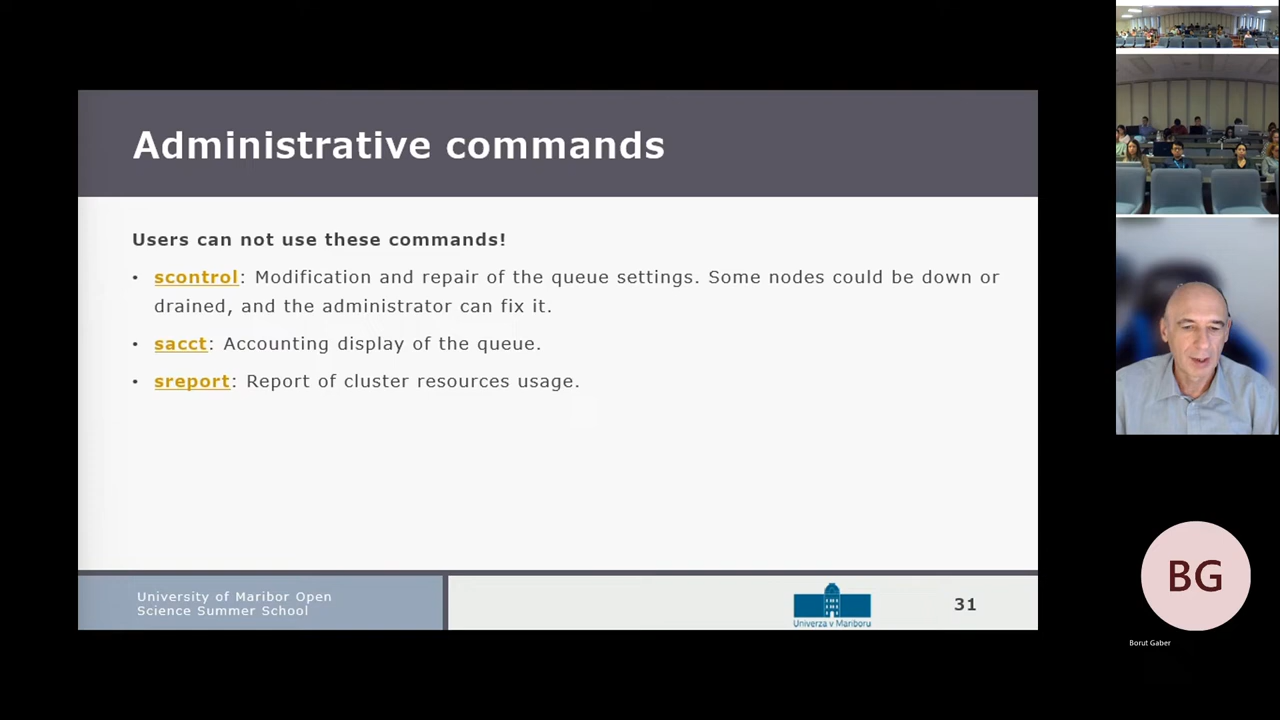 Administrative commands
Users can not use these commands!
• scontrol: Modification and repair of the queue settings. Some nodes could be down or
drained, and the administrator can fix it.
• sacct: Accounting display of the queue.
• sreport: Report of cluster resources usage.
University of Maribor Open
Science Summer School
Univerza v Mariboru
31
BG
Borut Gaber